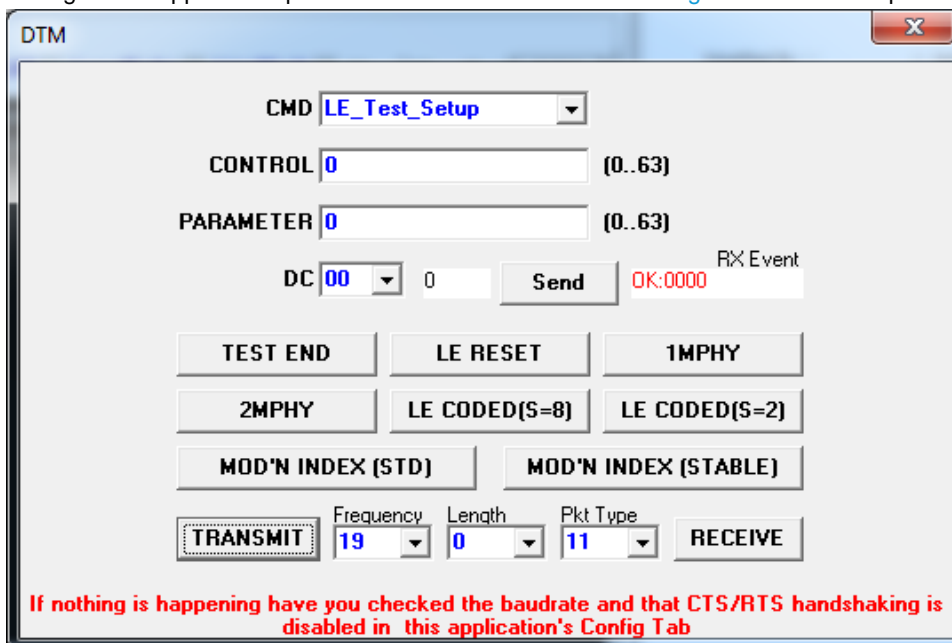 DTM
CMD LE_Test_Setup
CONTROL 0 (0..63)
PARAMETER 0 (0..63)
RX Event
DC 00 0 Send OK:0000
TEST END LE RESET 1MPHY
2MPHY LE CODED(S=8) LE CODED(S=2)
MOD'N INDEX (STD) MOD'N INDEX (STABLE)
Frequency Length Pkt Type
TRANSMIT 19 0 11 RECEIVE
If nothing is happening have you checked the baudrate and that CTS/RTS handshaking is
disabled in this application's Config Tab